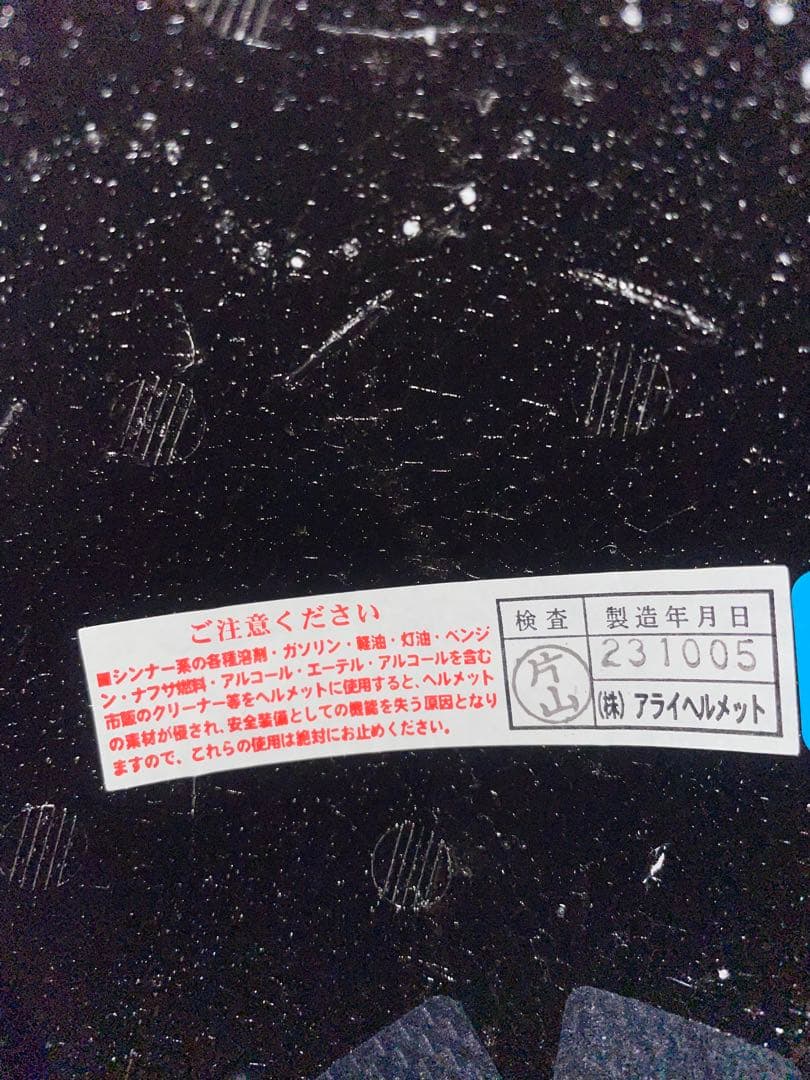 ご注意ください
■シンナー系の各種溶剤・ガソリン・軽油・灯油・ベンジ
ン・ナフサ燃料・アルコール・エーテル・アルコールを含む
市販のクリーナー等をヘルメットに使用すると、ヘルメット
の素材が侵され、安全装備としての機能を失う原因となり
ますので、これらの使用は絶対にお止めください。
検査
製造年月日
片山
231005
(株) アライヘルメット